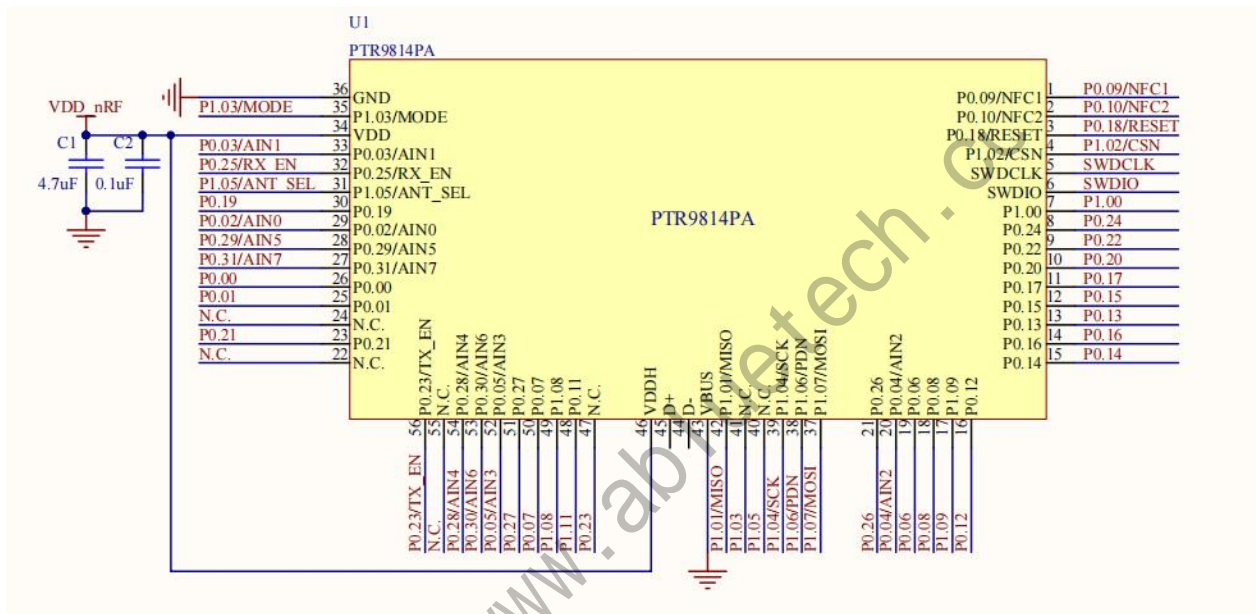 U1
PTR9814PA
VDD_nRF
C1
C2
4.7uF
0.1uF
P1.03/MODE
P0.03/AIN1
P0.25/RX_EN
P1.05/ANT_SEL
P0.19
P0.02/AIN0
P0.29/AIN5
P0.31/AIN7
P0.00
P0.01
N.C.
P0.21
N.C.
36
35
34
33
32
31
30
29
28
27
26
25
24
23
22
GND
P1.03/MODE
VDD
P0.03/AIN1
P0.25/RX_EN
P1.05/ANT_SEL
P0.19
P0.02/AIN0
P0.29/AIN5
P0.31/AIN7
P0.00
P0.01
N.C.
P0.21
N.C.
PTR9814PA
P0.09/NFC1
P0.10/NFC2
P0.18/RESET
P1.02/CSN
SWDCLK
SWDIO
P1.00
P0.24
P0.22
P0.20
P0.17
P0.15
P0.13
P0.16
P0.14
1
2
3
4
5
6
7
8
9
10
11
12
13
14
15
P0.09/NFC1
P0.10/NFC2
P0.18/RESET
P1.02/CSN
SWDCLK
SWDIO
P1.00
P0.24
P0.22
P0.20
P0.17
P0.15
P0.13
P0.16
P0.14
P0.23/TX_EN
N.C.
P0.28/AIN4
P0.30/AIN6
P0.05/AIN3
P0.27
P0.07
P1.08
P0.11
N.C.
VDDH
D+
D-
VBUS
P1.01/MISO
N.C.
N.C.
P1.04/SCK
P1.06/PDN
P1.07/MOSI
P0.26
P0.04/AIN2
P0.06
P0.08
P1.09
P0.12
56
55
54
53
52
51
50
49
48
47
46
45
44
43
42
41
40
39
38
37
21
20
19
18
17
16
P0.23/TX_EN
N.C.
P0.28/AIN4
P0.30/AIN6
P0.05/AIN3
P0.27
P0.07
P1.08
P1.11
P0.23
P1.01/MISO
P1.03
P1.05
P1.04/SCK
P1.06/PDN
P1.07/MOSI
P0.26
P0.04/AIN2
P0.06
P0.08
P1.09
P0.12